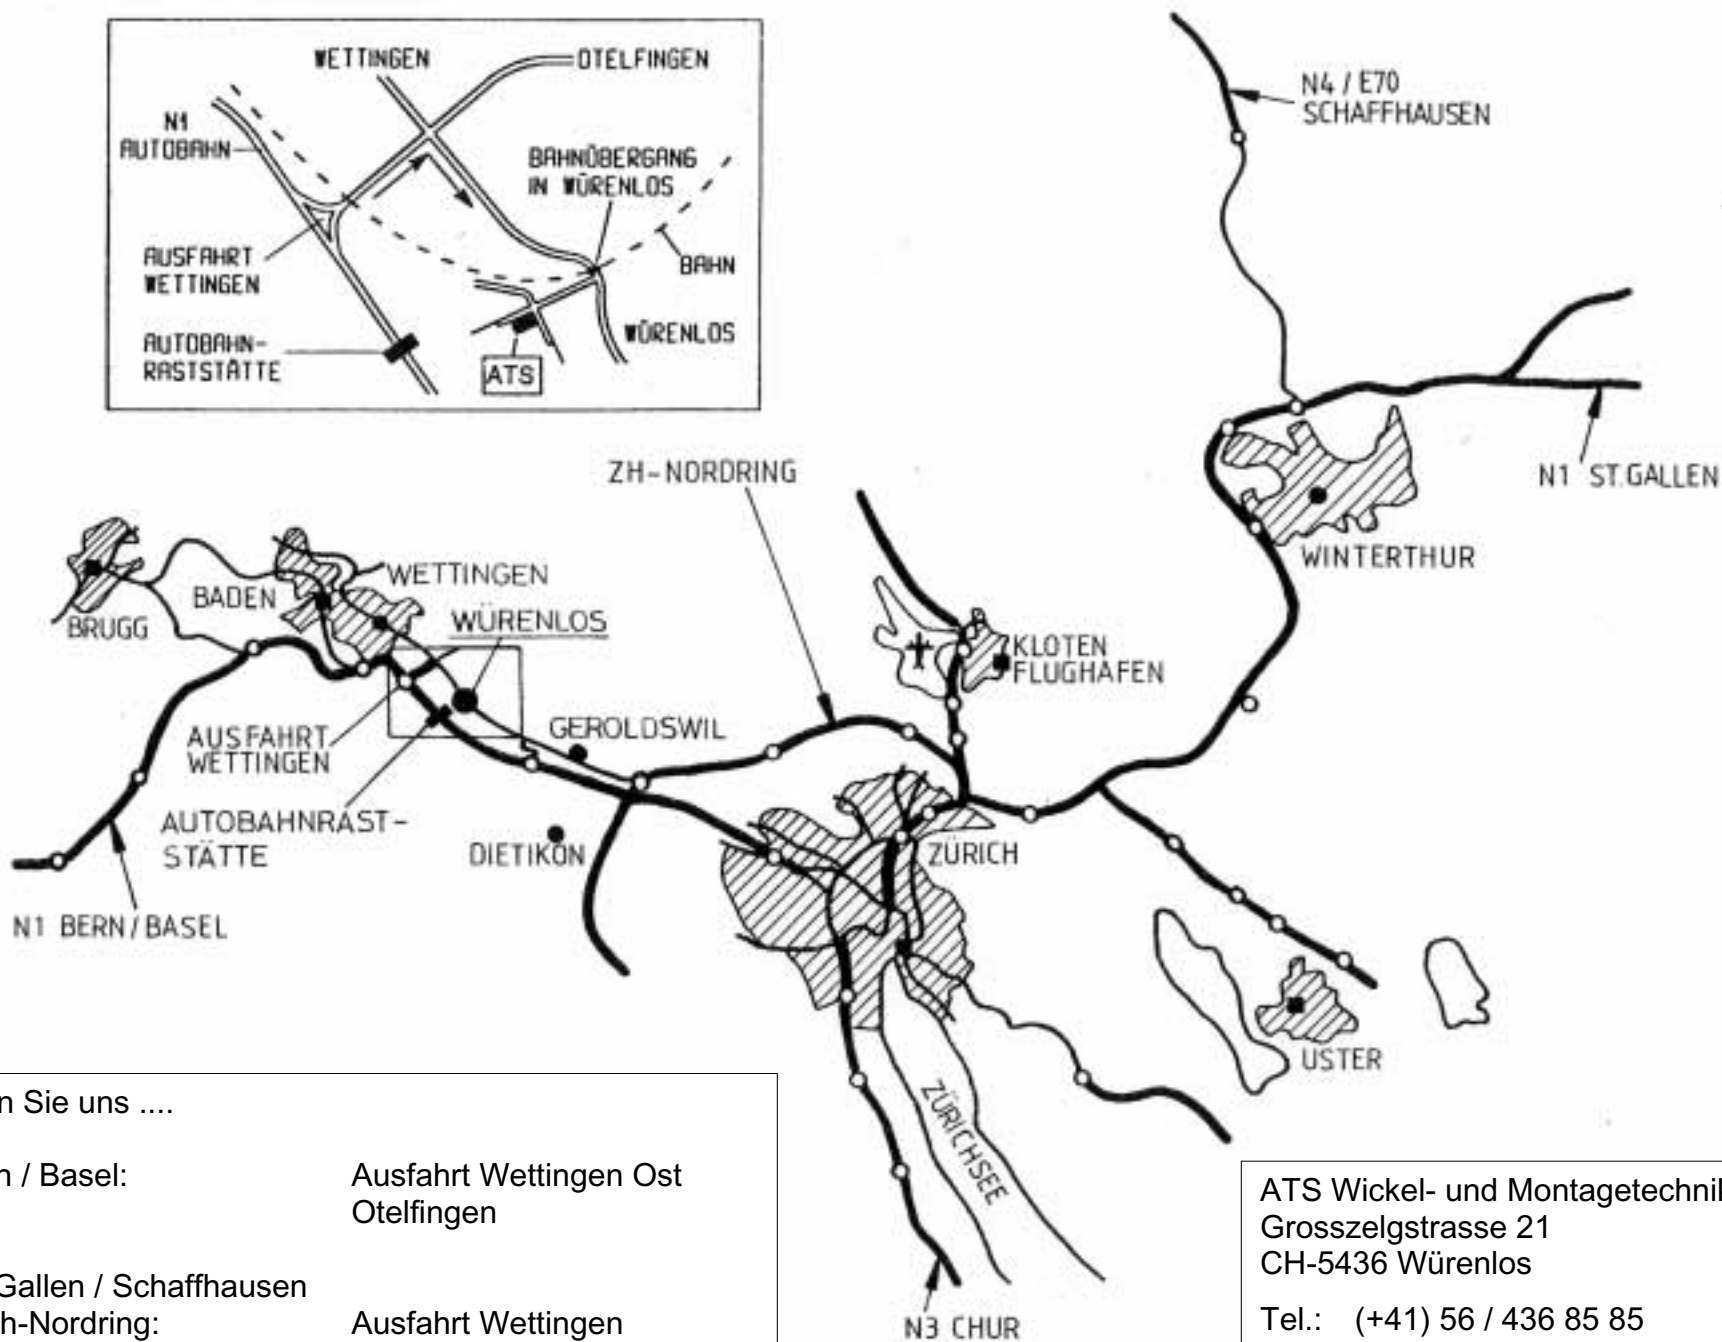 WETTINGEN
OTELFINGEN
N1
AUTOBAHN
BAHNÜBERGANG
IN WÜRENLOS
AUSFAHRT
WETTINGEN
BAHN
AUTOBAHN-
RASTSTÄTTE
WÜRENLOS
ATS
N4 / E70
SCHAFFHAUSEN
ZH-NORDRING
N1 ST.GALLEN
WINTERTHUR
WETTINGEN
BADEN
BRUGG
WÜRENLOS
KLOTEN
FLUGHAFEN
GEROLDSWIL
AUSFAHRT
WETTINGEN
AUTOBAHNRAST-
STÄTTE
DIETIKON
ZÜRICH
N1 BERN/BASEL
USTER
ZÜRICHSEE
N3 CHUR
n Sie uns ....
n / Basel:
Ausfahrt Wettingen Ost
Otelfingen
Gallen / Schaffhausen
h-Nordring:
Ausfahrt Wettingen
ATS Wickel- und Montagetechni
Grosszelgstrasse 21
CH-5436 Würenlos
Tel.: (+41) 56 / 436 85 85